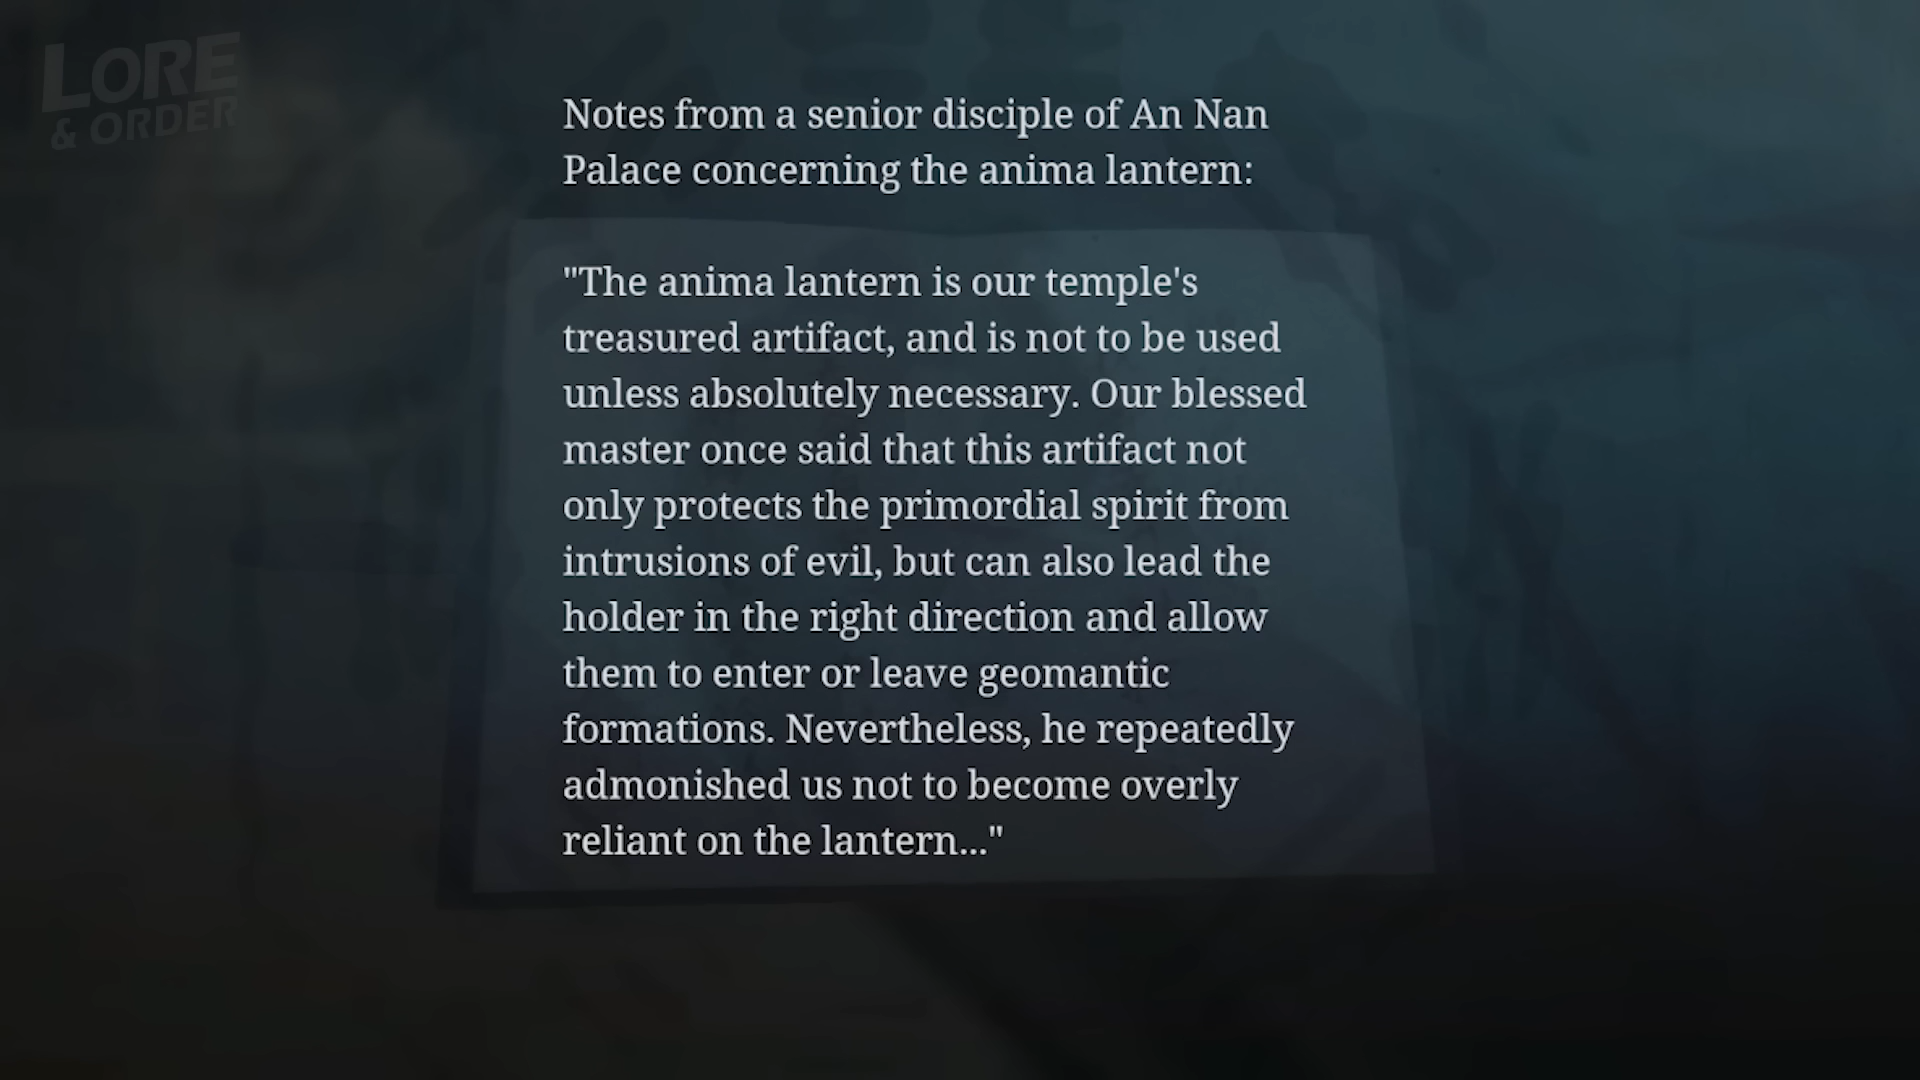 LORE
& ORDER
Notes from a senior disciple of An Nan
Palace concerning the anima lantern:
"The anima lantern is our temple's
treasured artifact, and is not to be used
unless absolutely necessary. Our blessed
master once said that this artifact not
only protects the primordial spirit from
intrusions of evil, but can also lead the
holder in the right direction and allow
them to enter or leave geomantic
formations. Nevertheless, he repeatedly
admonished us not to become overly
reliant on the lantern..."